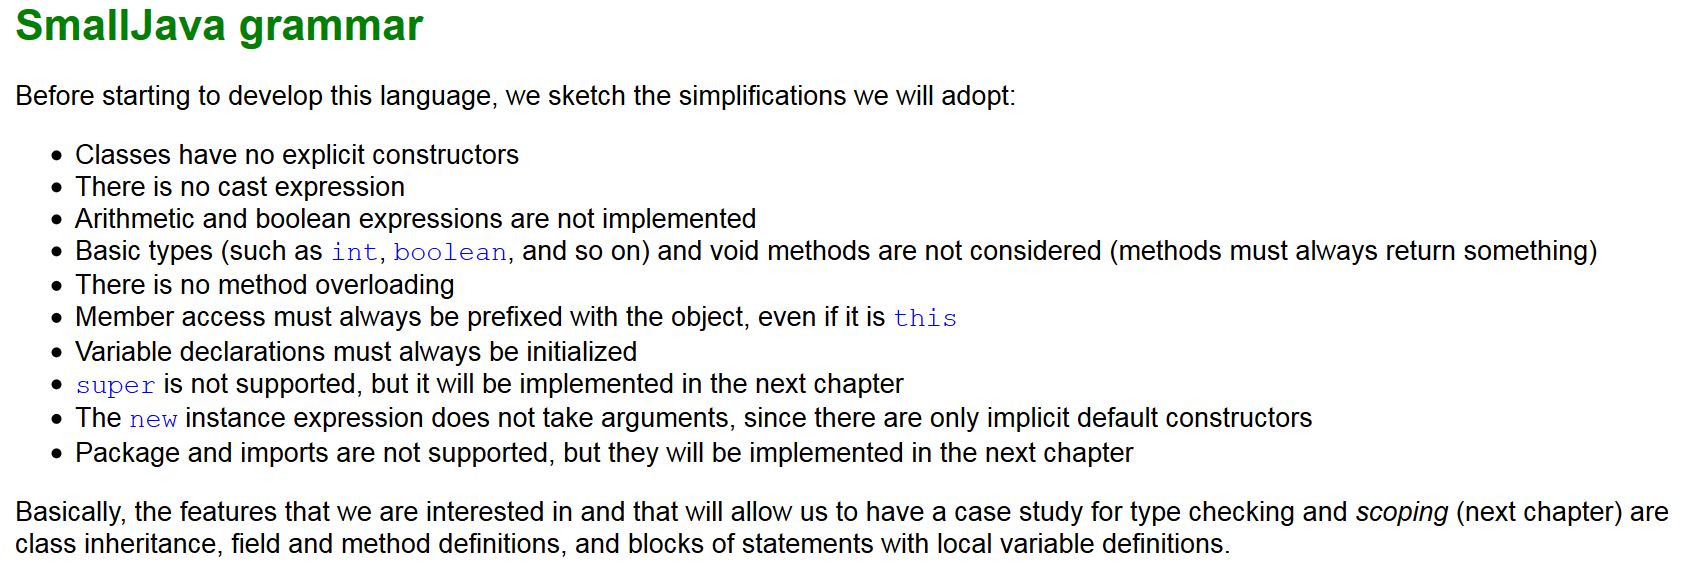 SmallJava grammar
Before starting to develop this language, we sketch the simplifications we will adopt:
• Classes have no explicit constructors
• There is no cast expression
• Arithmetic and boolean expressions are not implemented
• Basic types (such as int, boolean, and so on) and void methods are not considered (methods must always return something)
• There is no method overloading
• Member access must always be prefixed with the object, even if it is this
• Variable declarations must always be initialized
• super is not supported, but it will be implemented in the next chapter
• The new instance expression does not take arguments, since there are only implicit default constructors
• Package and imports are not supported, but they will be implemented in the next chapter
Basically, the features that we are interested in and that will allow us to have a case study for type checking and scoping (next chapter) are
class inheritance, field and method definitions, and blocks of statements with local variable definitions.